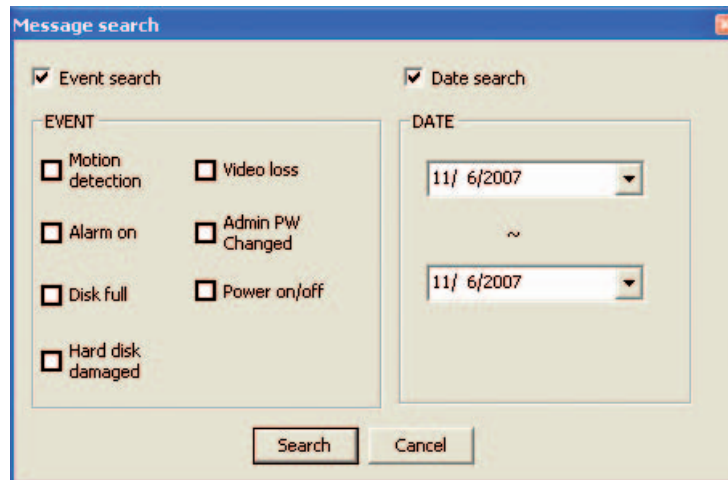 Message search
Event search
Date search
EVENT
Motion
detection
Video loss
Alarm on
Admin PW
Changed
Disk full
Power on/off
Hard disk
damaged
DATE
11/ 6/2007
~
11/ 6/2007
Search
Cancel